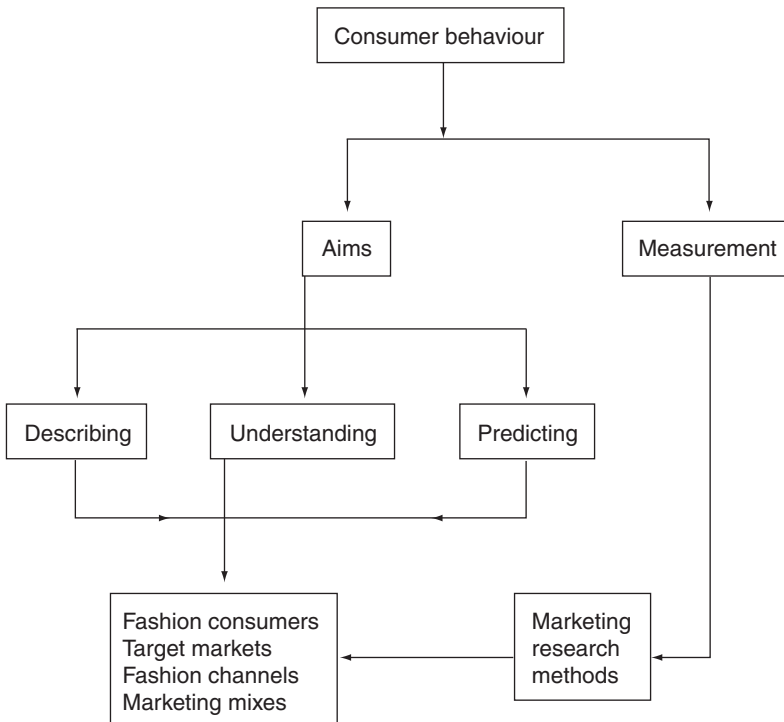 Consumer behaviour
Aims
Measurement
Describing
Understanding
Predicting
Fashion consumers
Target markets
Fashion channels
Marketing mixes
Marketing
research
methods